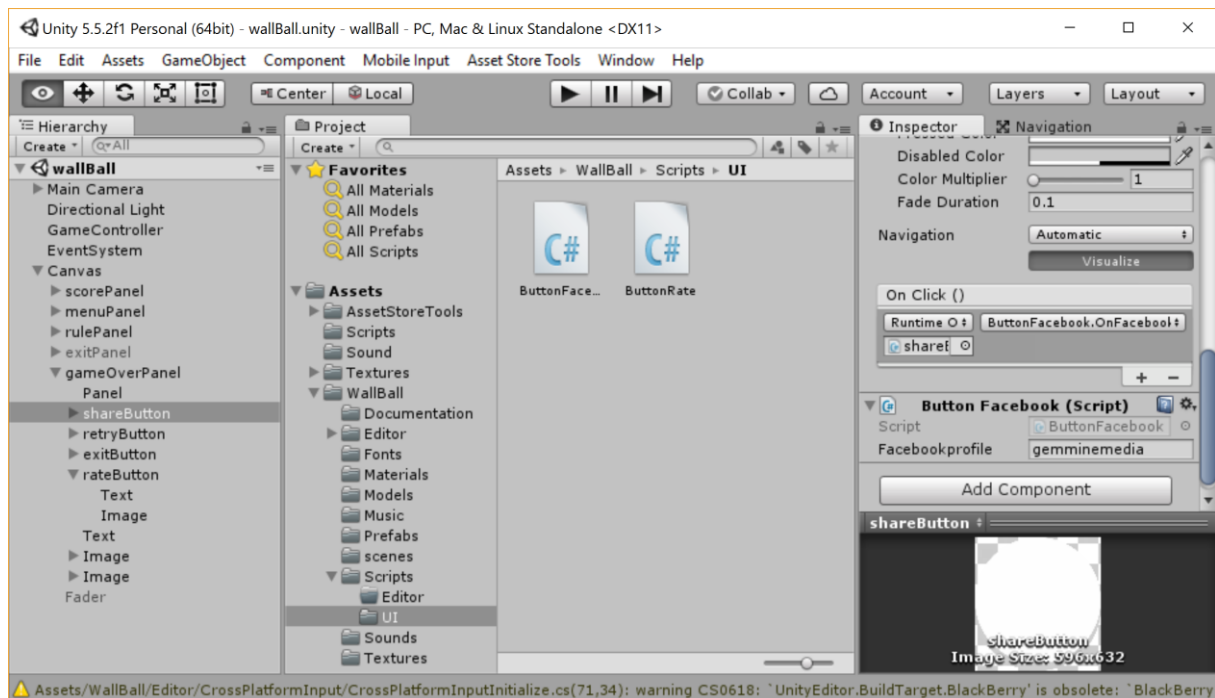 Unity 5.5.2f1 Personal (64bit) - wallBall.unity - wallBall - PC, Mac & Linux Standalone <DX11>
File Edit Assets GameObject Component Mobile Input Asset Store Tools Window Help
Center Local Collab Account Layers Layout
Hierarchy
Create All
wallBall
Main Camera
Directional Light
GameController
EventSystem
Canvas
scorePanel
menuPanel
rulePanel
exitPanel
gameOverPanel
Panel
shareButton
retryButton
exitButton
rateButton
Text
Image
Text
Image
Image
Fader
Project
Create
Favorites
All Materials
All Models
All Prefabs
All Scripts
Assets
AssetStoreTools
Scripts
Sound
Textures
WallBall
Documentation
Editor
Fonts
Materials
Models
Music
Prefabs
scenes
Scripts
Editor
UI
Sounds
Textures
Assets WallBall Scripts UI
C# C#
ButtonFace... ButtonRate
Inspector Navigation
Pressed Color
Disabled Color
Color Multiplier 1
Fade Duration 0.1
Navigation Automatic
Visualize
On Click ()
Runtime O ButtonFacebook.OnFacebook
shareB
+ −
Button Facebook (Script)
Script ButtonFacebook
Facebookprofile gemminemedia
Add Component
shareButton
shareButton
Image Size: 596x632
Assets/WallBall/Editor/CrossPlatformInput/CrossPlatformInputInitialize.cs(71,34): warning CS0618: `UnityEditor.BuildTarget.BlackBerry' is obsolete: `BlackBerry